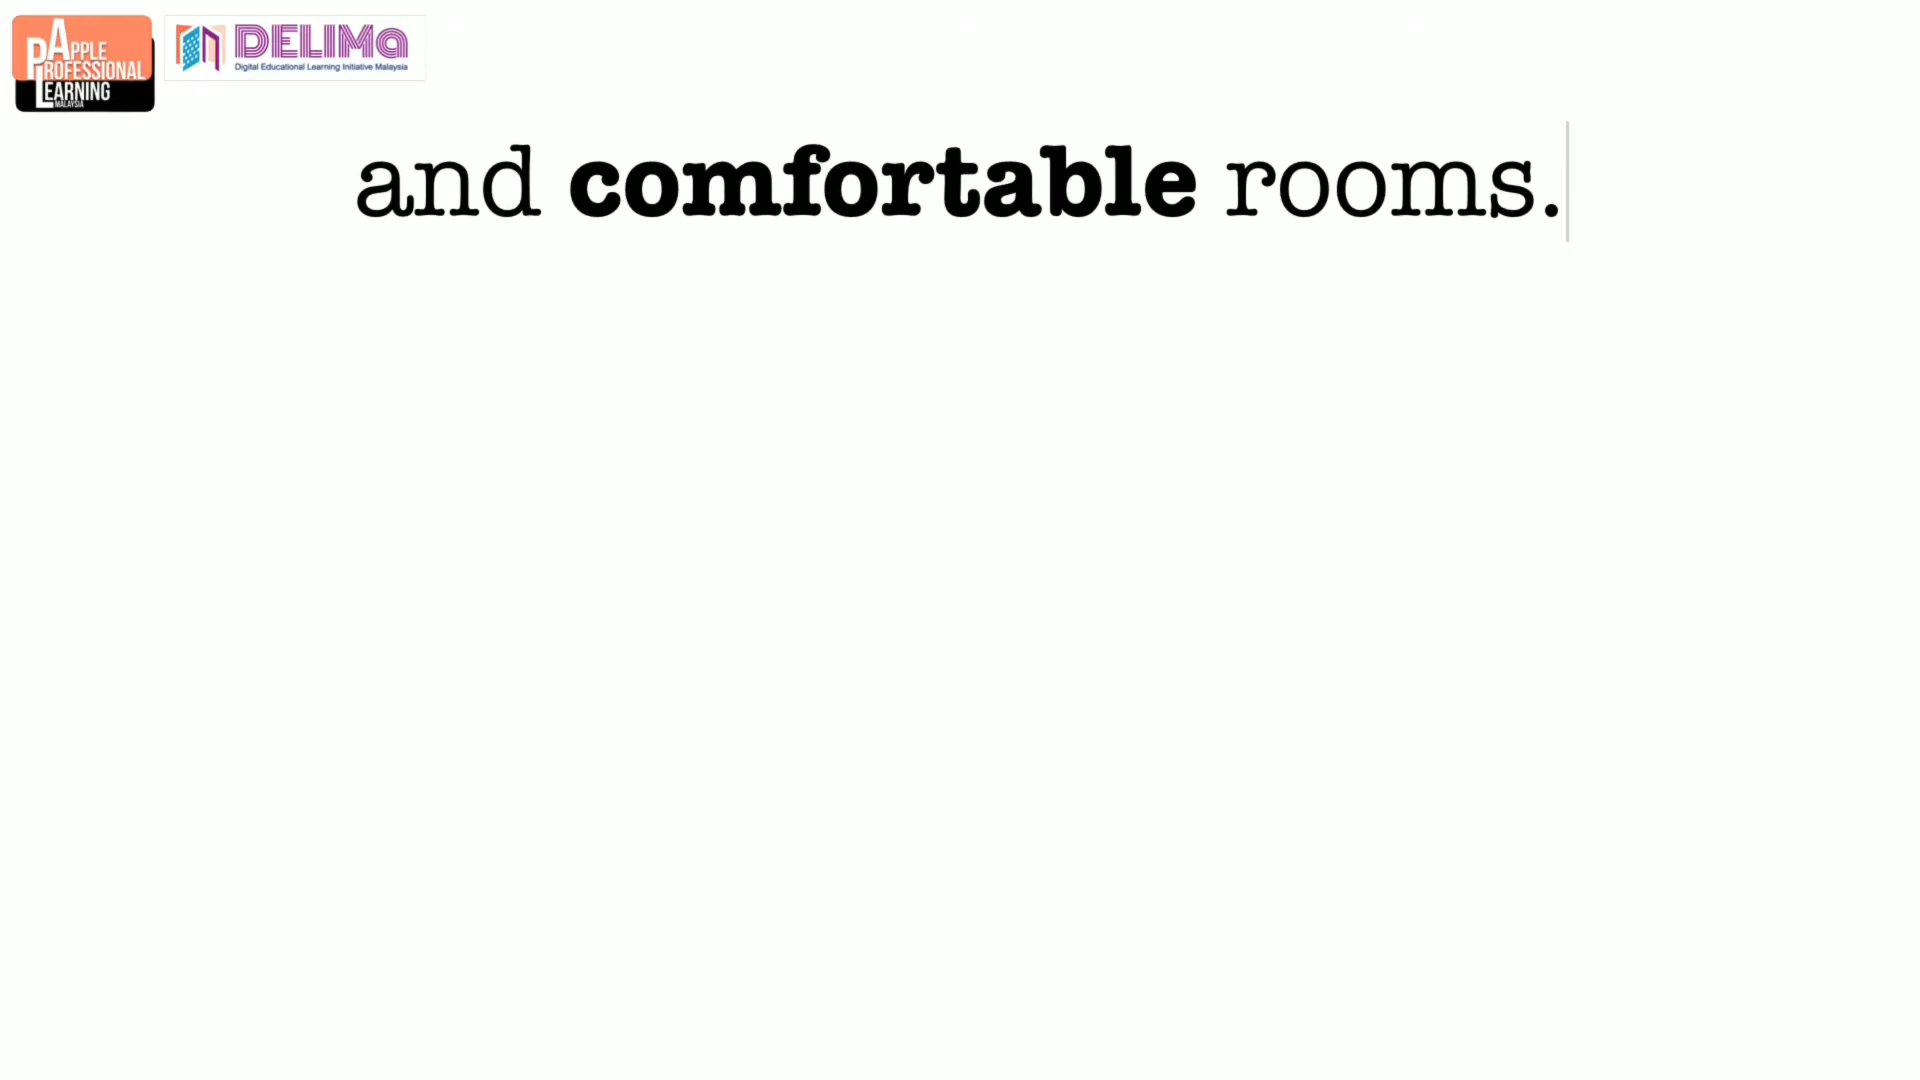 APPLE
PROFESSIONAL
LEARNING
MALAYSIA
DELIMa
Digital Educational Learning Initiative Malaysia
and comfortable rooms.